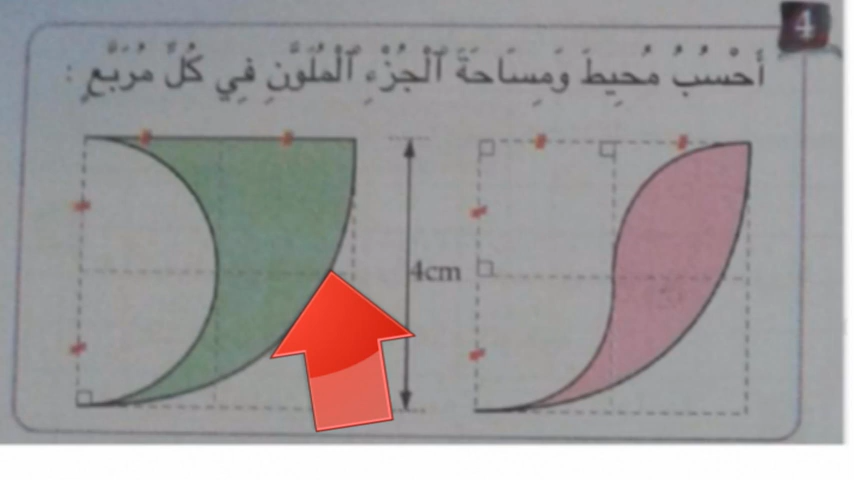 4
أَحْسُبُ مُحِيطَ وَمِسَاحَةَ ٱلْجُزْءِ ٱلْمُلَوَّنِ فِي كُلِّ مُرَبَّعٍ :
4cm